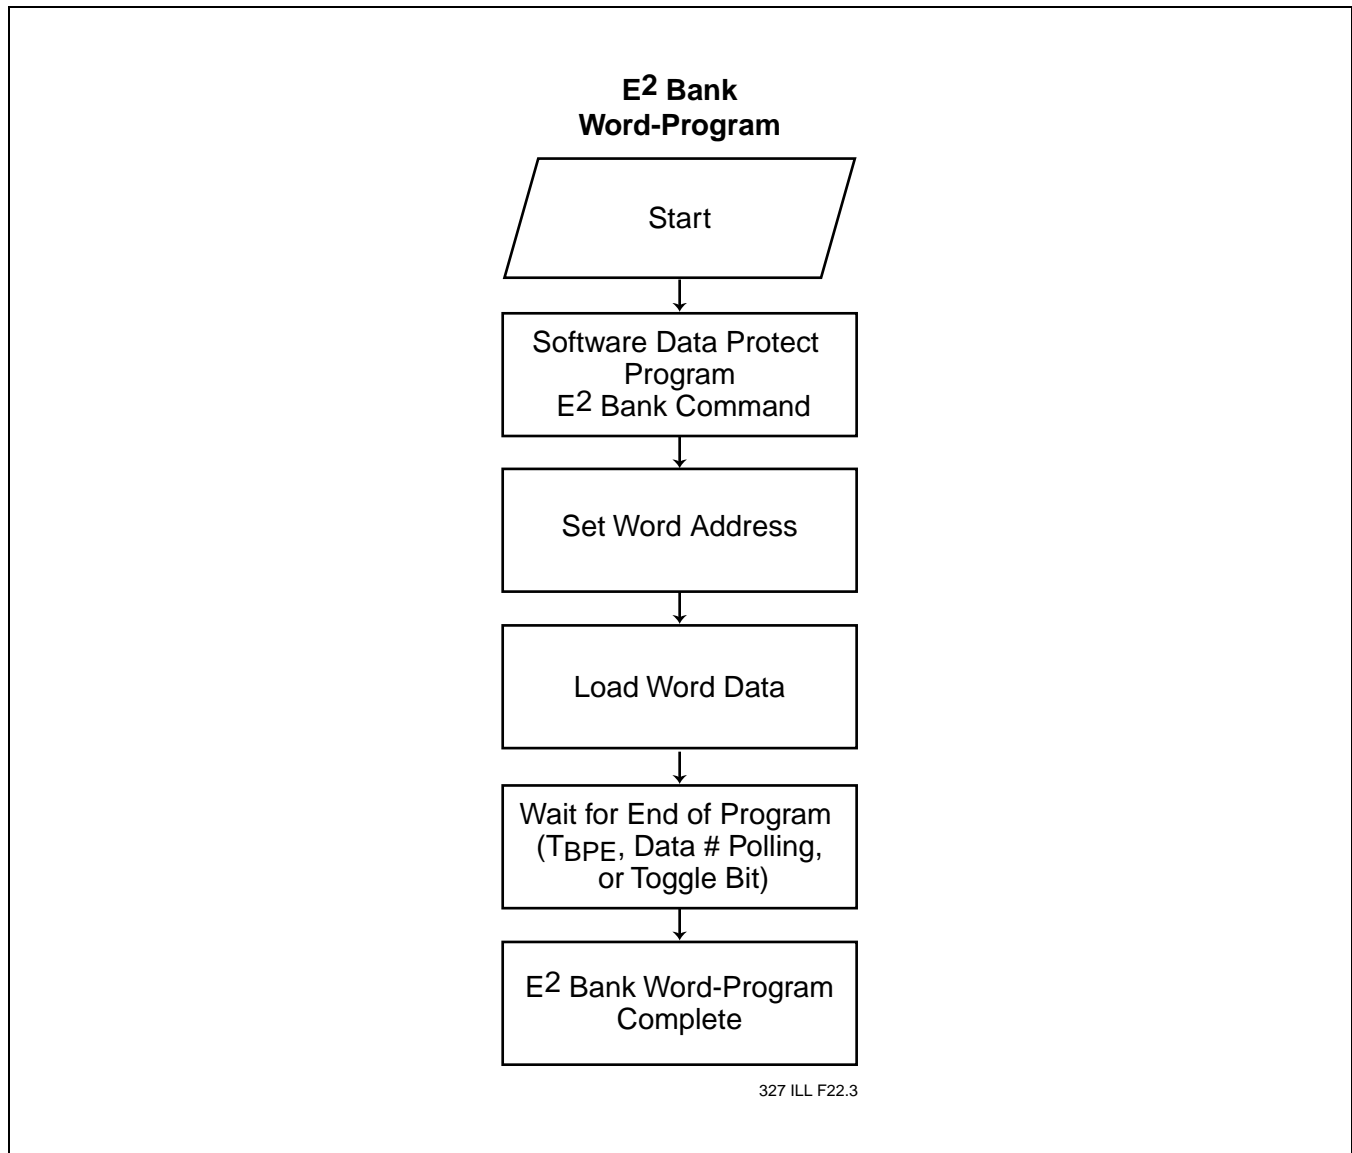 E2 Bank
Word-Program
Start
Software Data Protect
Program
E2 Bank Command
Set Word Address
Load Word Data
Wait for End of Program
(TBPE, Data # Polling,
or Toggle Bit)
E2 Bank Word-Program
Complete
327 ILL F22.3